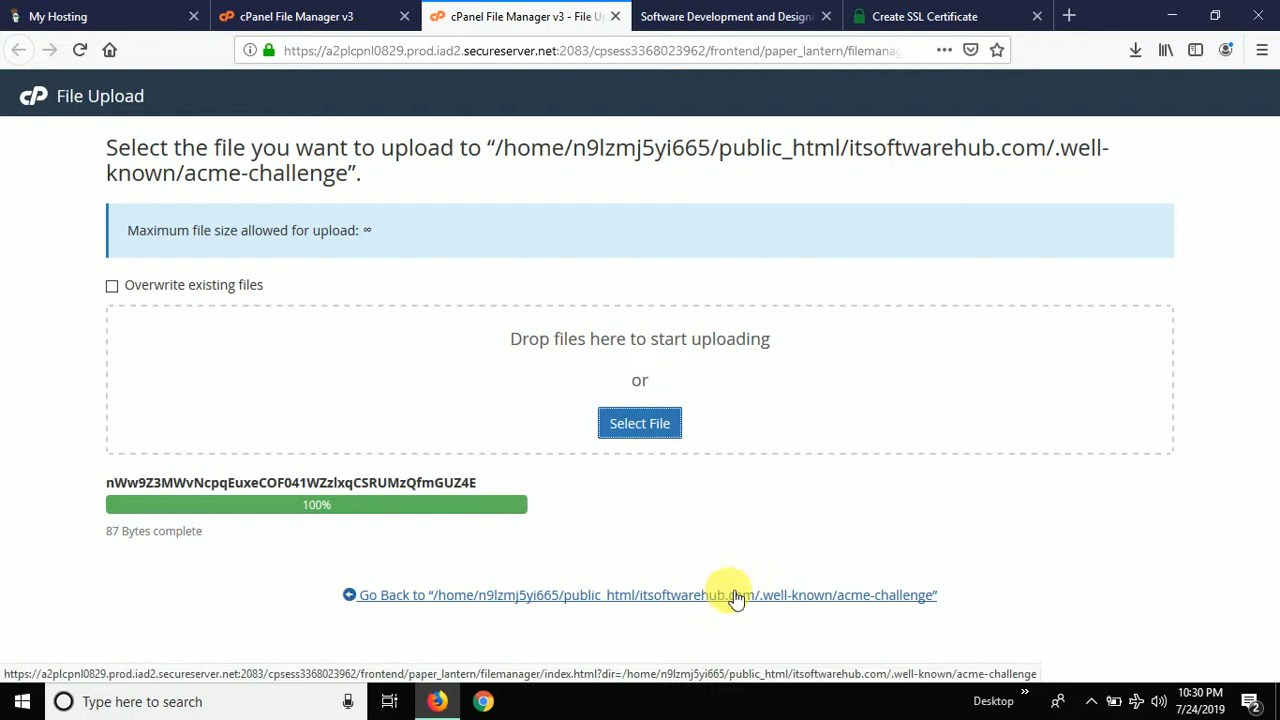 My Hosting
cPanel File Manager v3
cPanel File Manager v3 - File U
Software Development and Designi
Create SSL Certificate
https://a2plcpnl0829.prod.iad2.secureserver.net:2083/cpsess3368023962/frontend/paper_lantern/filemana
cP File Upload
Select the file you want to upload to “/home/n9lzmj5yi665/public_html/itsoftwarehub.com/.well-
known/acme-challenge”.
Maximum file size allowed for upload: ∞
Overwrite existing files
Drop files here to start uploading
or
Select File
nWw9Z3MWvNcpqEuxeCOF041WZzlxqCSRUMzQfmGUZ4E
100%
87 Bytes complete
Go Back to “/home/n9lzmj5yi665/public_html/itsoftwarehub.com/.well-known/acme-challenge”
https://a2plcpnl0829.prod.iad2.secureserver.net:2083/cpsess3368023962/frontend/paper_lantern/filemanager/index.html?dir=/home/n9lzmj5yi665/public_html/itsoftwarehub.com/.well-known/acme-challenge
Type here to search
Desktop
10:30 PM
7/24/2019
2